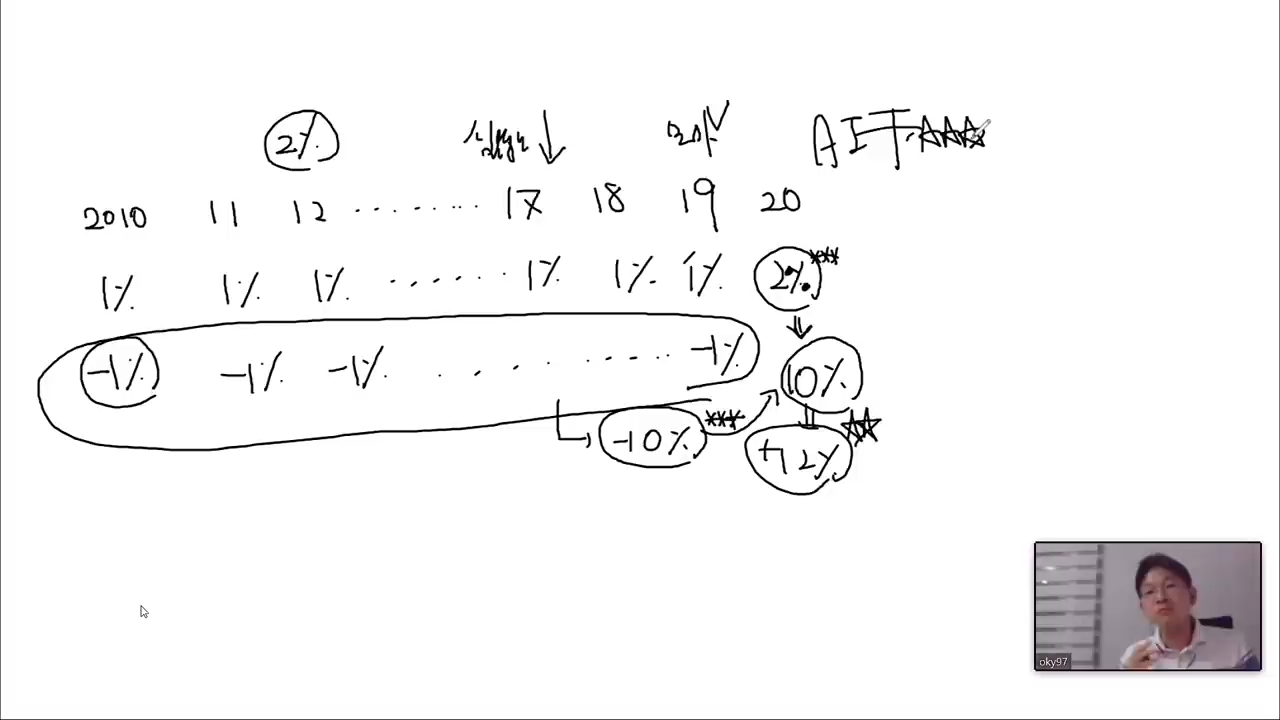 2%
AIT
2010 11 12 ........ 17 18 19 20
1% 1% 1% ....... 1% 1% 1% 2% ***
-1% -1% -1% ........ -1% 10%
-10% *** +12% ☆☆
oky97